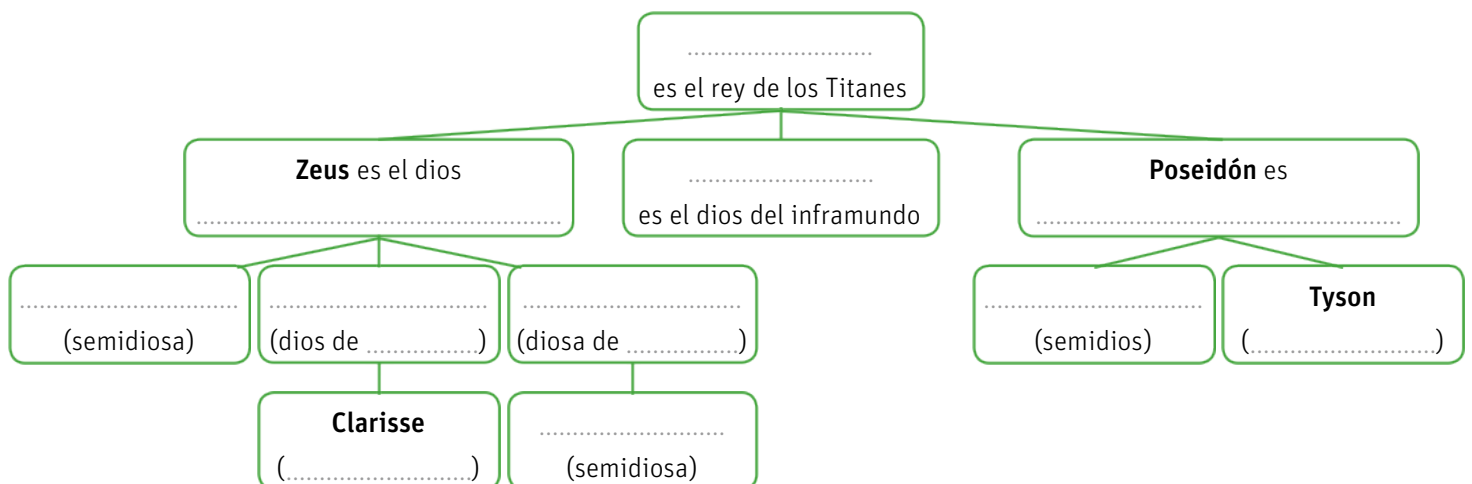 ...........................
es el rey de los Titanes
Zeus es el dios
.....................................................
...........................
es el dios del inframundo
Poseidón es
.....................................................
................................
(semidiosa)
................................
(dios de ................)
................................
(diosa de ................)
................................
(semidios)
Tyson
(...........................)
Clarisse
(...........................)
...........................
(semidiosa)